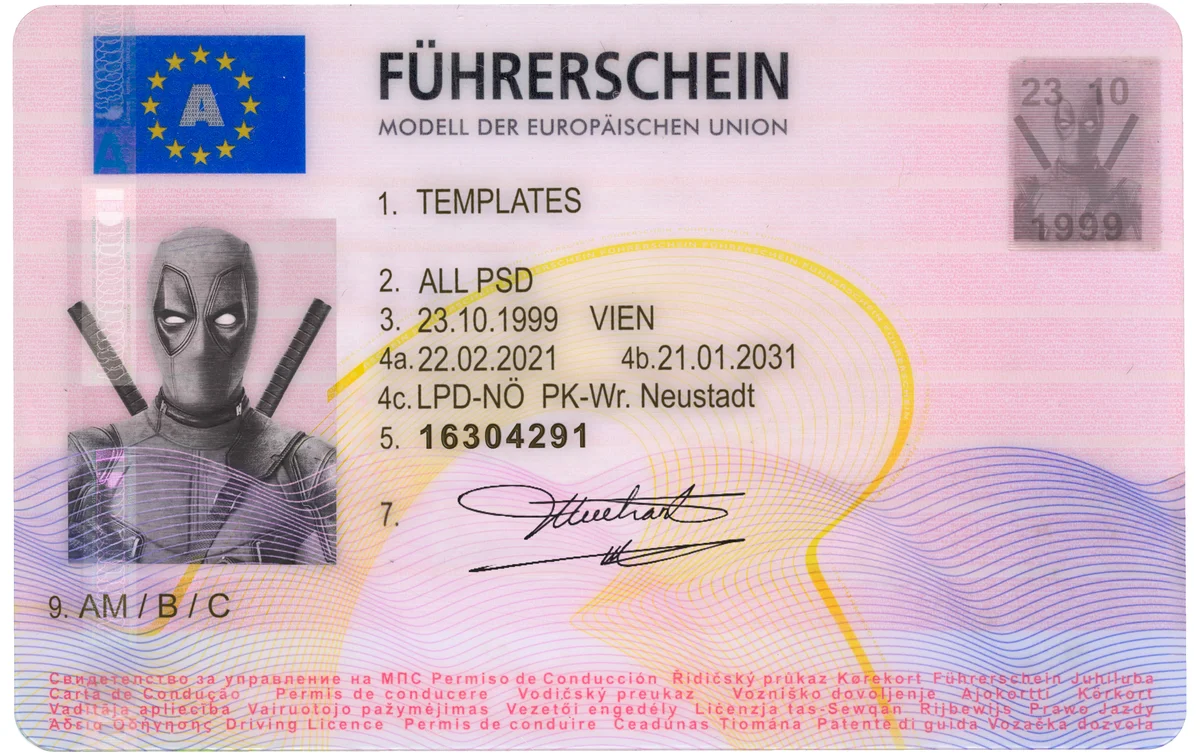 A
FÜHRERSCHEIN
MODELL DER EUROPÄISCHEN UNION
23 10
1999
1. TEMPLATES
2. ALL PSD
3. 23.10.1999 VIEN
4a. 22.02.2021 4b. 21.01.2031
4c. LPD-NÖ PK-Wr. Neustadt
5. 16304291
7.
9. AM / B / C
Свидетелство за управление на МПС Permiso de Conducción Řidičský průkaz Kørekort Führerschein Juhiluba
Carta de Condução Permis de conducere Vodičský preukaz Vozniško dovoljenje Ajokortti Körkort
Vadītāja apliecība Vairuotojo pažymėjimas Vezetői engedély Liċenzja tas-Sewqan Rijbewijs Prawo Jazdy
Άδεια Οδήγησης Driving Licence Permis de conduire Ceadúnas Tiomána Patente di guida Vozačka dozvola